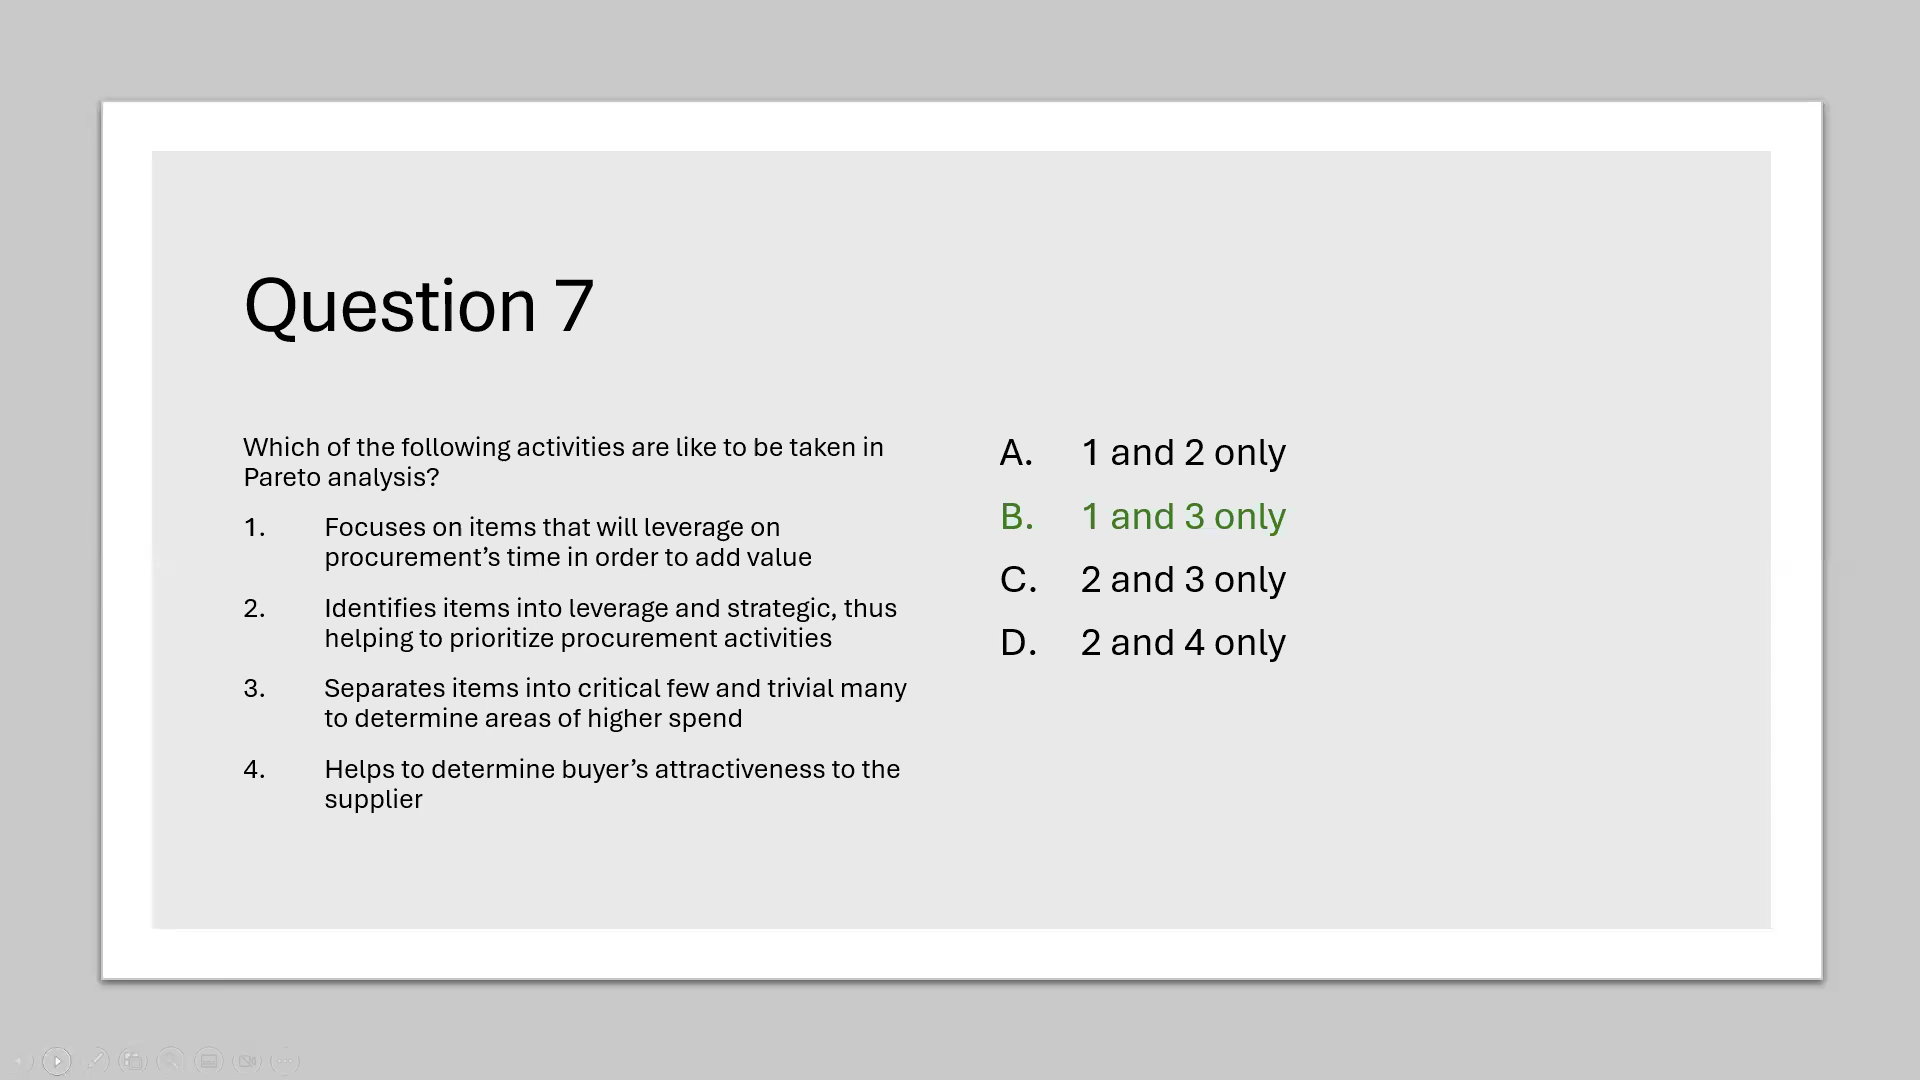 Question 7
Which of the following activities are like to be taken in
Pareto analysis?
1. Focuses on items that will leverage on
procurement’s time in order to add value
2. Identifies items into leverage and strategic, thus
helping to prioritize procurement activities
3. Separates items into critical few and trivial many
to determine areas of higher spend
4. Helps to determine buyer’s attractiveness to the
supplier
A. 1 and 2 only
B. 1 and 3 only
C. 2 and 3 only
D. 2 and 4 only